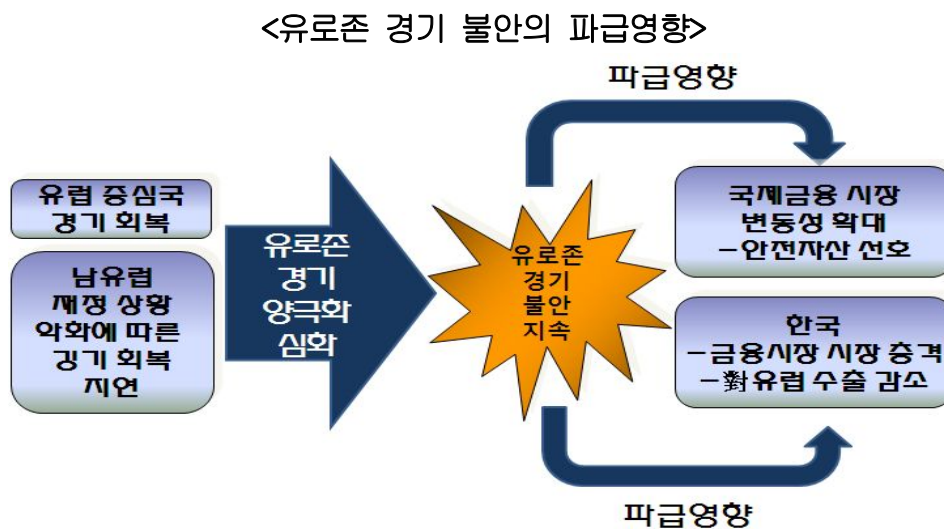 <유로존 경기 불안의 파급영향>
파급영향
유럽 중심국
경기 회복
남유럽
재정 상황
악화에 따른
경기 회복
지연
유로존
경기
양극화
심화
유로존
경기
불안
지속
국제금융 시장
변동성 확대
-안전자산 선호
한국
-금융시장 시장 충격
-對유럽 수출 감소
파급영향